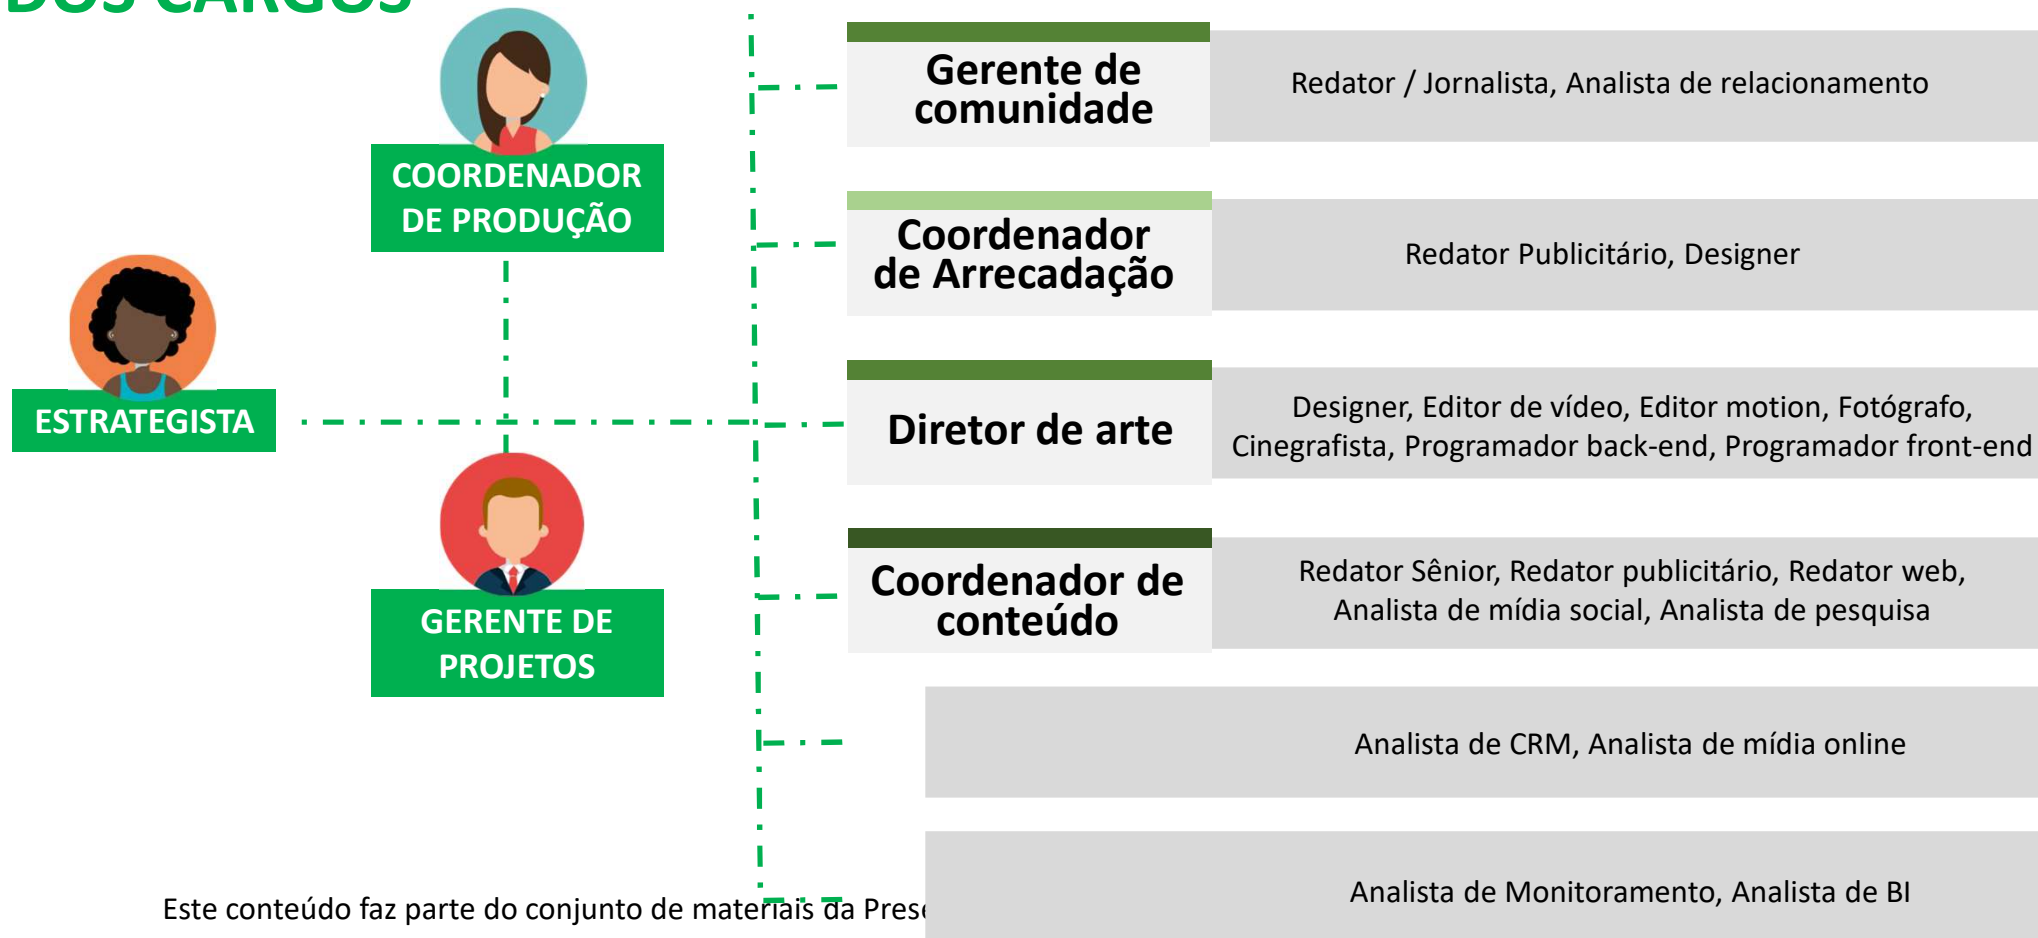 DOS CARGOS
COORDENADOR
DE PRODUÇÃO
ESTRATEGISTA
GERENTE DE
PROJETOS
Gerente de
comunidade
Redator / Jornalista, Analista de relacionamento
Coordenador
de Arrecadação
Redator Publicitário, Designer
Diretor de arte
Designer, Editor de vídeo, Editor motion, Fotógrafo,
Cinegrafista, Programador back-end, Programador front-end
Coordenador de
conteúdo
Redator Sênior, Redator publicitário, Redator web,
Analista de mídia social, Analista de pesquisa
Analista de CRM, Analista de mídia online
Analista de Monitoramento, Analista de BI
Este conteúdo faz parte do conjunto de materiais da